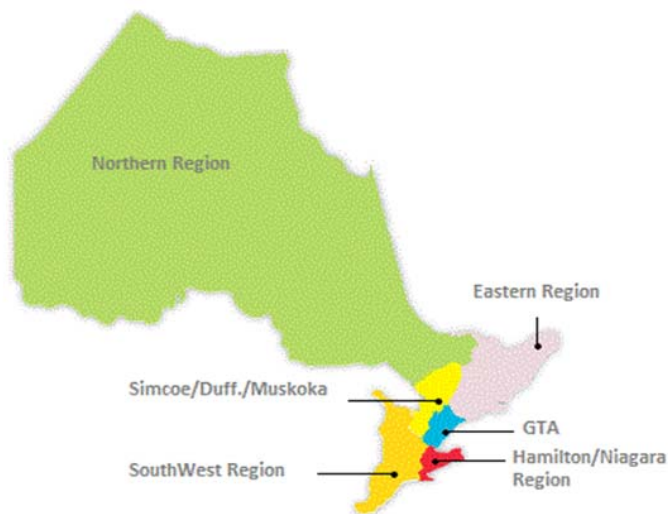 Northern Region
Eastern Region
Simcoe/Duff./Muskoka
GTA
Hamilton/Niagara
Region
SouthWest Region